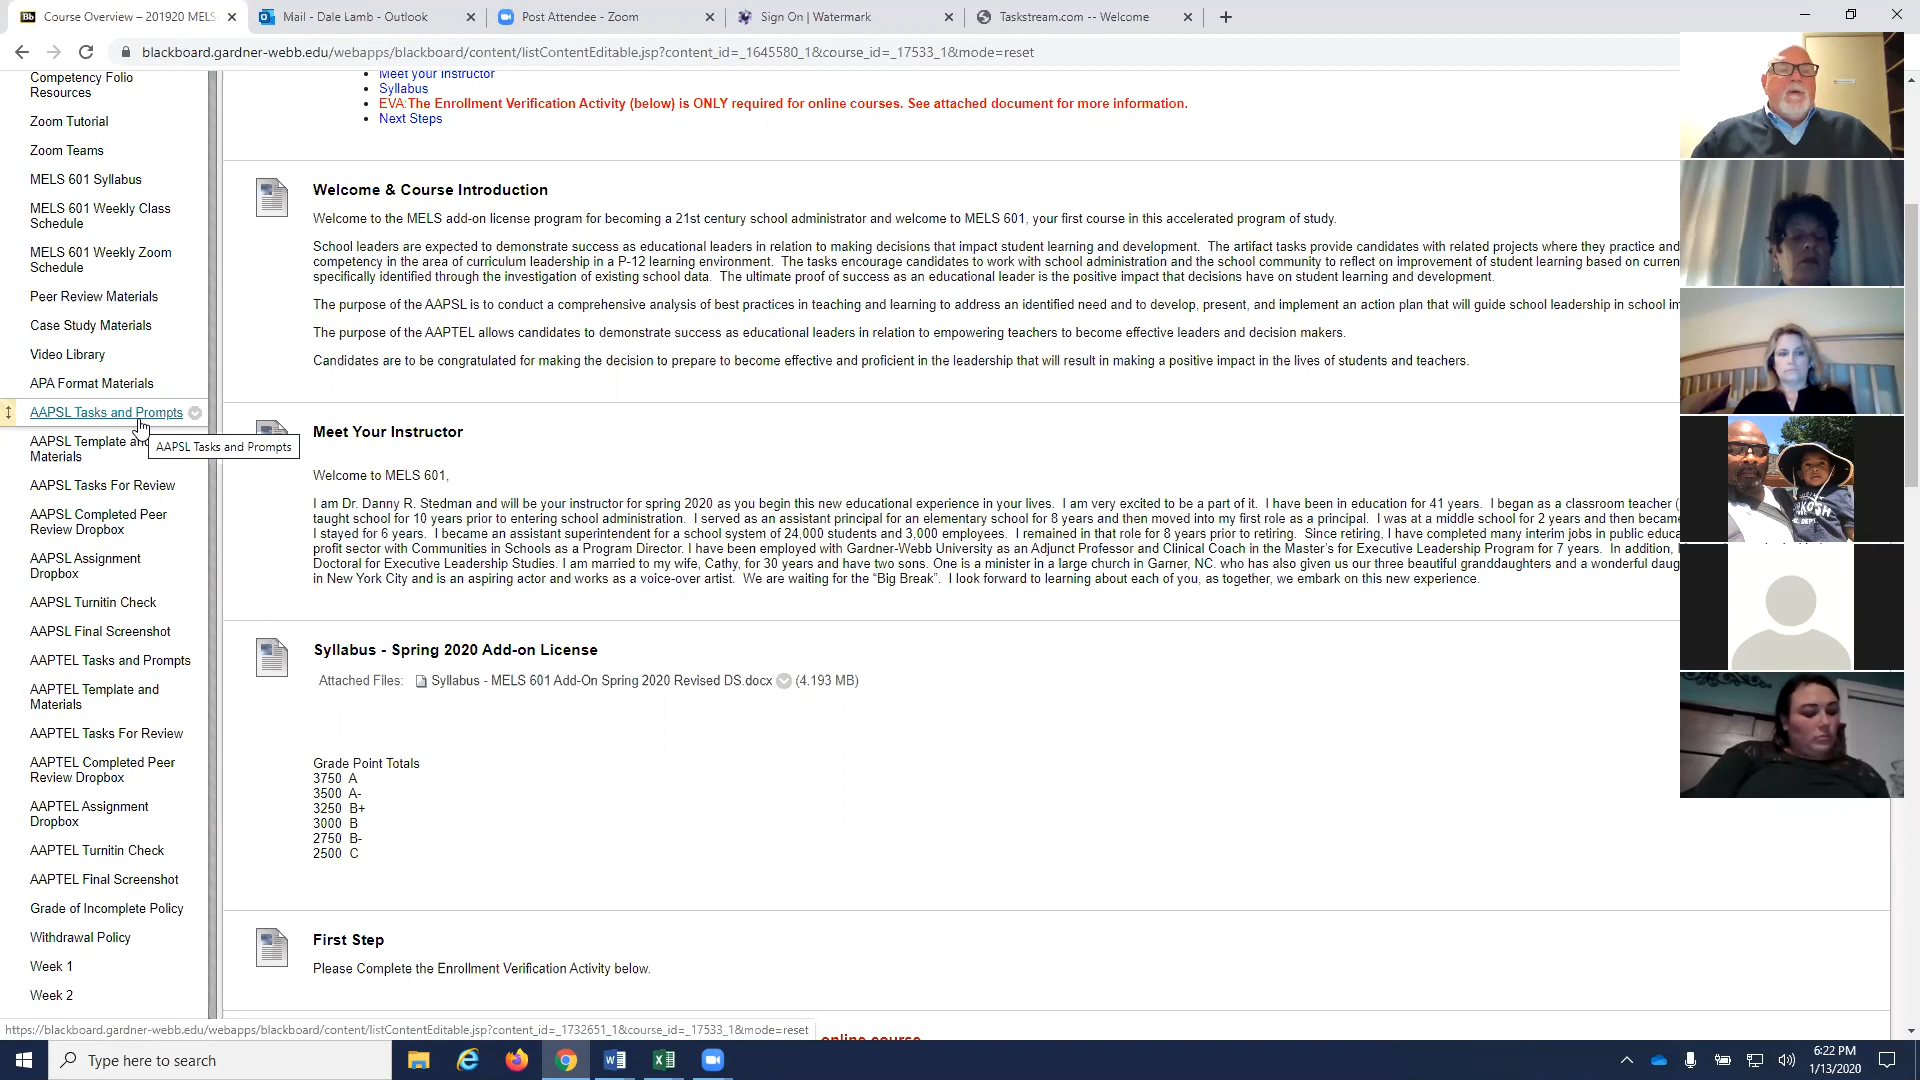 Course Overview – 201920 MELS
Mail - Dale Lamb - Outlook
Post Attendee - Zoom
Sign On | Watermark
Taskstream.com -- Welcome
blackboard.gardner-webb.edu/webapps/blackboard/content/listContentEditable.jsp?content_id=_1645580_1&course_id=_17533_1&mode=reset
Competency Folio
Resources
Zoom Tutorial
Zoom Teams
MELS 601 Syllabus
MELS 601 Weekly Class
Schedule
MELS 601 Weekly Zoom
Schedule
Peer Review Materials
Case Study Materials
Video Library
APA Format Materials
AAPSL Tasks and Prompts
AAPSL Template and
Materials
AAPSL Tasks and Prompts
AAPSL Tasks For Review
AAPSL Completed Peer
Review Dropbox
AAPSL Assignment
Dropbox
AAPSL Turnitin Check
AAPSL Final Screenshot
AAPTEL Tasks and Prompts
AAPTEL Template and
Materials
AAPTEL Tasks For Review
AAPTEL Completed Peer
Review Dropbox
AAPTEL Assignment
Dropbox
AAPTEL Turnitin Check
AAPTEL Final Screenshot
Grade of Incomplete Policy
Withdrawal Policy
Week 1
Week 2
Meet your Instructor
Syllabus
EVA:The Enrollment Verification Activity (below) is ONLY required for online courses. See attached document for more information.
Next Steps
Welcome & Course Introduction
Welcome to the MELS add-on license program for becoming a 21st century school administrator and welcome to MELS 601, your first course in this accelerated program of study.
School leaders are expected to demonstrate success as educational leaders in relation to making decisions that impact student learning and development. The artifact tasks provide candidates with related projects where they practice and
competency in the area of curriculum leadership in a P-12 learning environment. The tasks encourage candidates to work with school administration and the school community to reflect on improvement of student learning based on curren
specifically identified through the investigation of existing school data. The ultimate proof of success as an educational leader is the positive impact that decisions have on student learning and development.
The purpose of the AAPSL is to conduct a comprehensive analysis of best practices in teaching and learning to address an identified need and to develop, present, and implement an action plan that will guide school leadership in school im
The purpose of the AAPTEL allows candidates to demonstrate success as educational leaders in relation to empowering teachers to become effective leaders and decision makers.
Candidates are to be congratulated for making the decision to prepare to become effective and proficient in the leadership that will result in making a positive impact in the lives of students and teachers.
Meet Your Instructor
Welcome to MELS 601,
I am Dr. Danny R. Stedman and will be your instructor for spring 2020 as you begin this new educational experience in your lives. I am very excited to be a part of it. I have been in education for 41 years. I began as a classroom teacher (
taught school for 10 years prior to entering school administration. I served as an assistant principal for an elementary school for 8 years and then moved into my first role as a principal. I was at a middle school for 2 years and then became
I stayed for 6 years. I became an assistant superintendent for a school system of 24,000 students and 3,000 employees. I remained in that role for 8 years prior to retiring. Since retiring, I have completed many interim jobs in public educa
profit sector with Communities in Schools as a Program Director. I have been employed with Gardner-Webb University as an Adjunct Professor and Clinical Coach in the Master's for Executive Leadership Program for 7 years. In addition, I
Doctoral for Executive Leadership Studies. I am married to my wife, Cathy, for 30 years and have two sons. One is a minister in a large church in Garner, NC. who has also given us our three beautiful granddaughters and a wonderful daug
in New York City and is an aspiring actor and works as a voice-over artist. We are waiting for the “Big Break”. I look forward to learning about each of you, as together, we embark on this new experience.
Syllabus - Spring 2020 Add-on License
Attached Files: Syllabus - MELS 601 Add-On Spring 2020 Revised DS.docx (4.193 MB)
Grade Point Totals
3750 A
3500 A-
3250 B+
3000 B
2750 B-
2500 C
First Step
Please Complete the Enrollment Verification Activity below.
online course
https://blackboard.gardner-webb.edu/webapps/blackboard/content/listContentEditable.jsp?content_id=_1732651_1&course_id=_17533_1&mode=reset
Type here to search
6:22 PM
1/13/2020